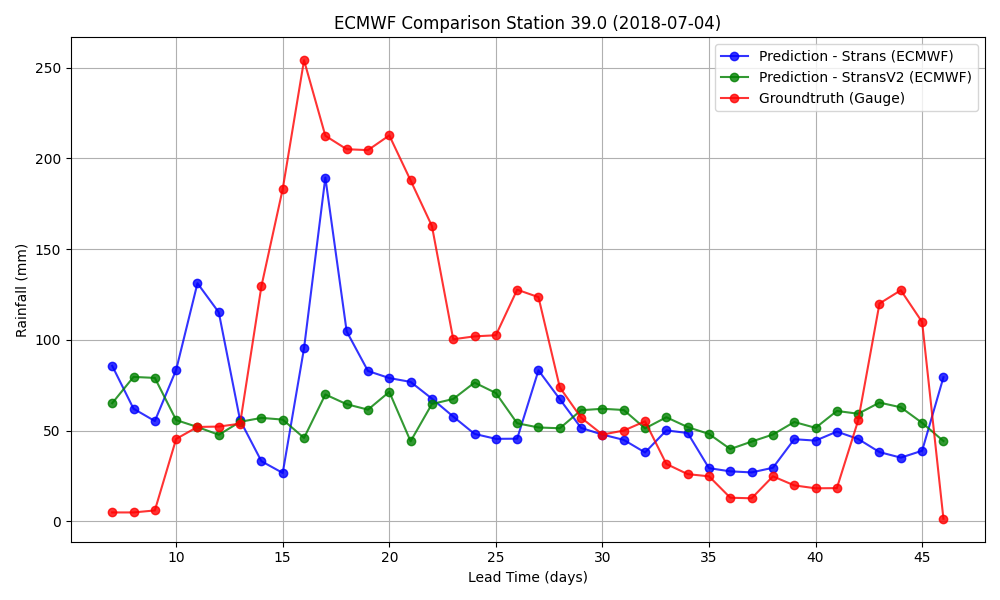 ECMWF Comparison Station 39.0 (2018-07-04)
Prediction - Strans (ECMWF)
Prediction - StransV2 (ECMWF)
Groundtruth (Gauge)
Rainfall (mm)
250
200
150
100
50
0
10 15 20 25 30 35 40 45
Lead Time (days)